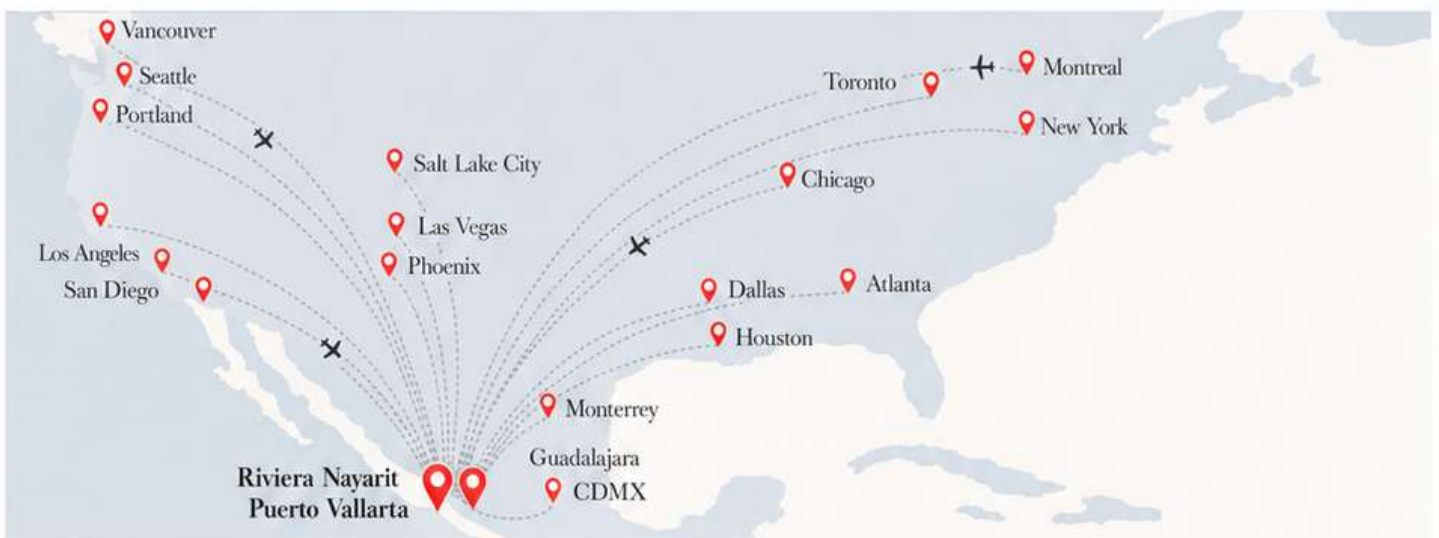 Vancouver
Seattle
Portland
Toronto
Montreal
New York
Salt Lake City
Chicago
Las Vegas
Los Angeles
Phoenix
San Diego
Dallas
Atlanta
Houston
Monterrey
Guadalajara
Riviera Nayarit
CDMX
Puerto Vallarta